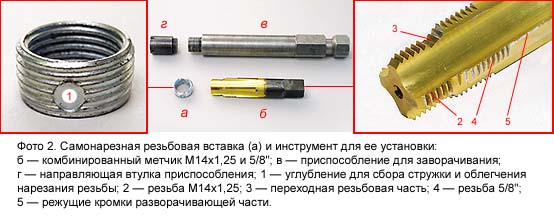 1
г
в
а
б
3
4
5
2
Фото 2. Самонарезная резьбовая вставка (а) и инструмент для ее установки:
б — комбинированный метчик М14х1,25 и 5/8"; в — приспособление для заворачивания;
г — направляющая втулка приспособления; 1 — углубление для сбора стружки и облегчения
нарезания резьбы; 2 — резьба М14х1,25; 3 — переходная резьбовая часть; 4 — резьба 5/8";
5 — режущие кромки разворачивающей части.